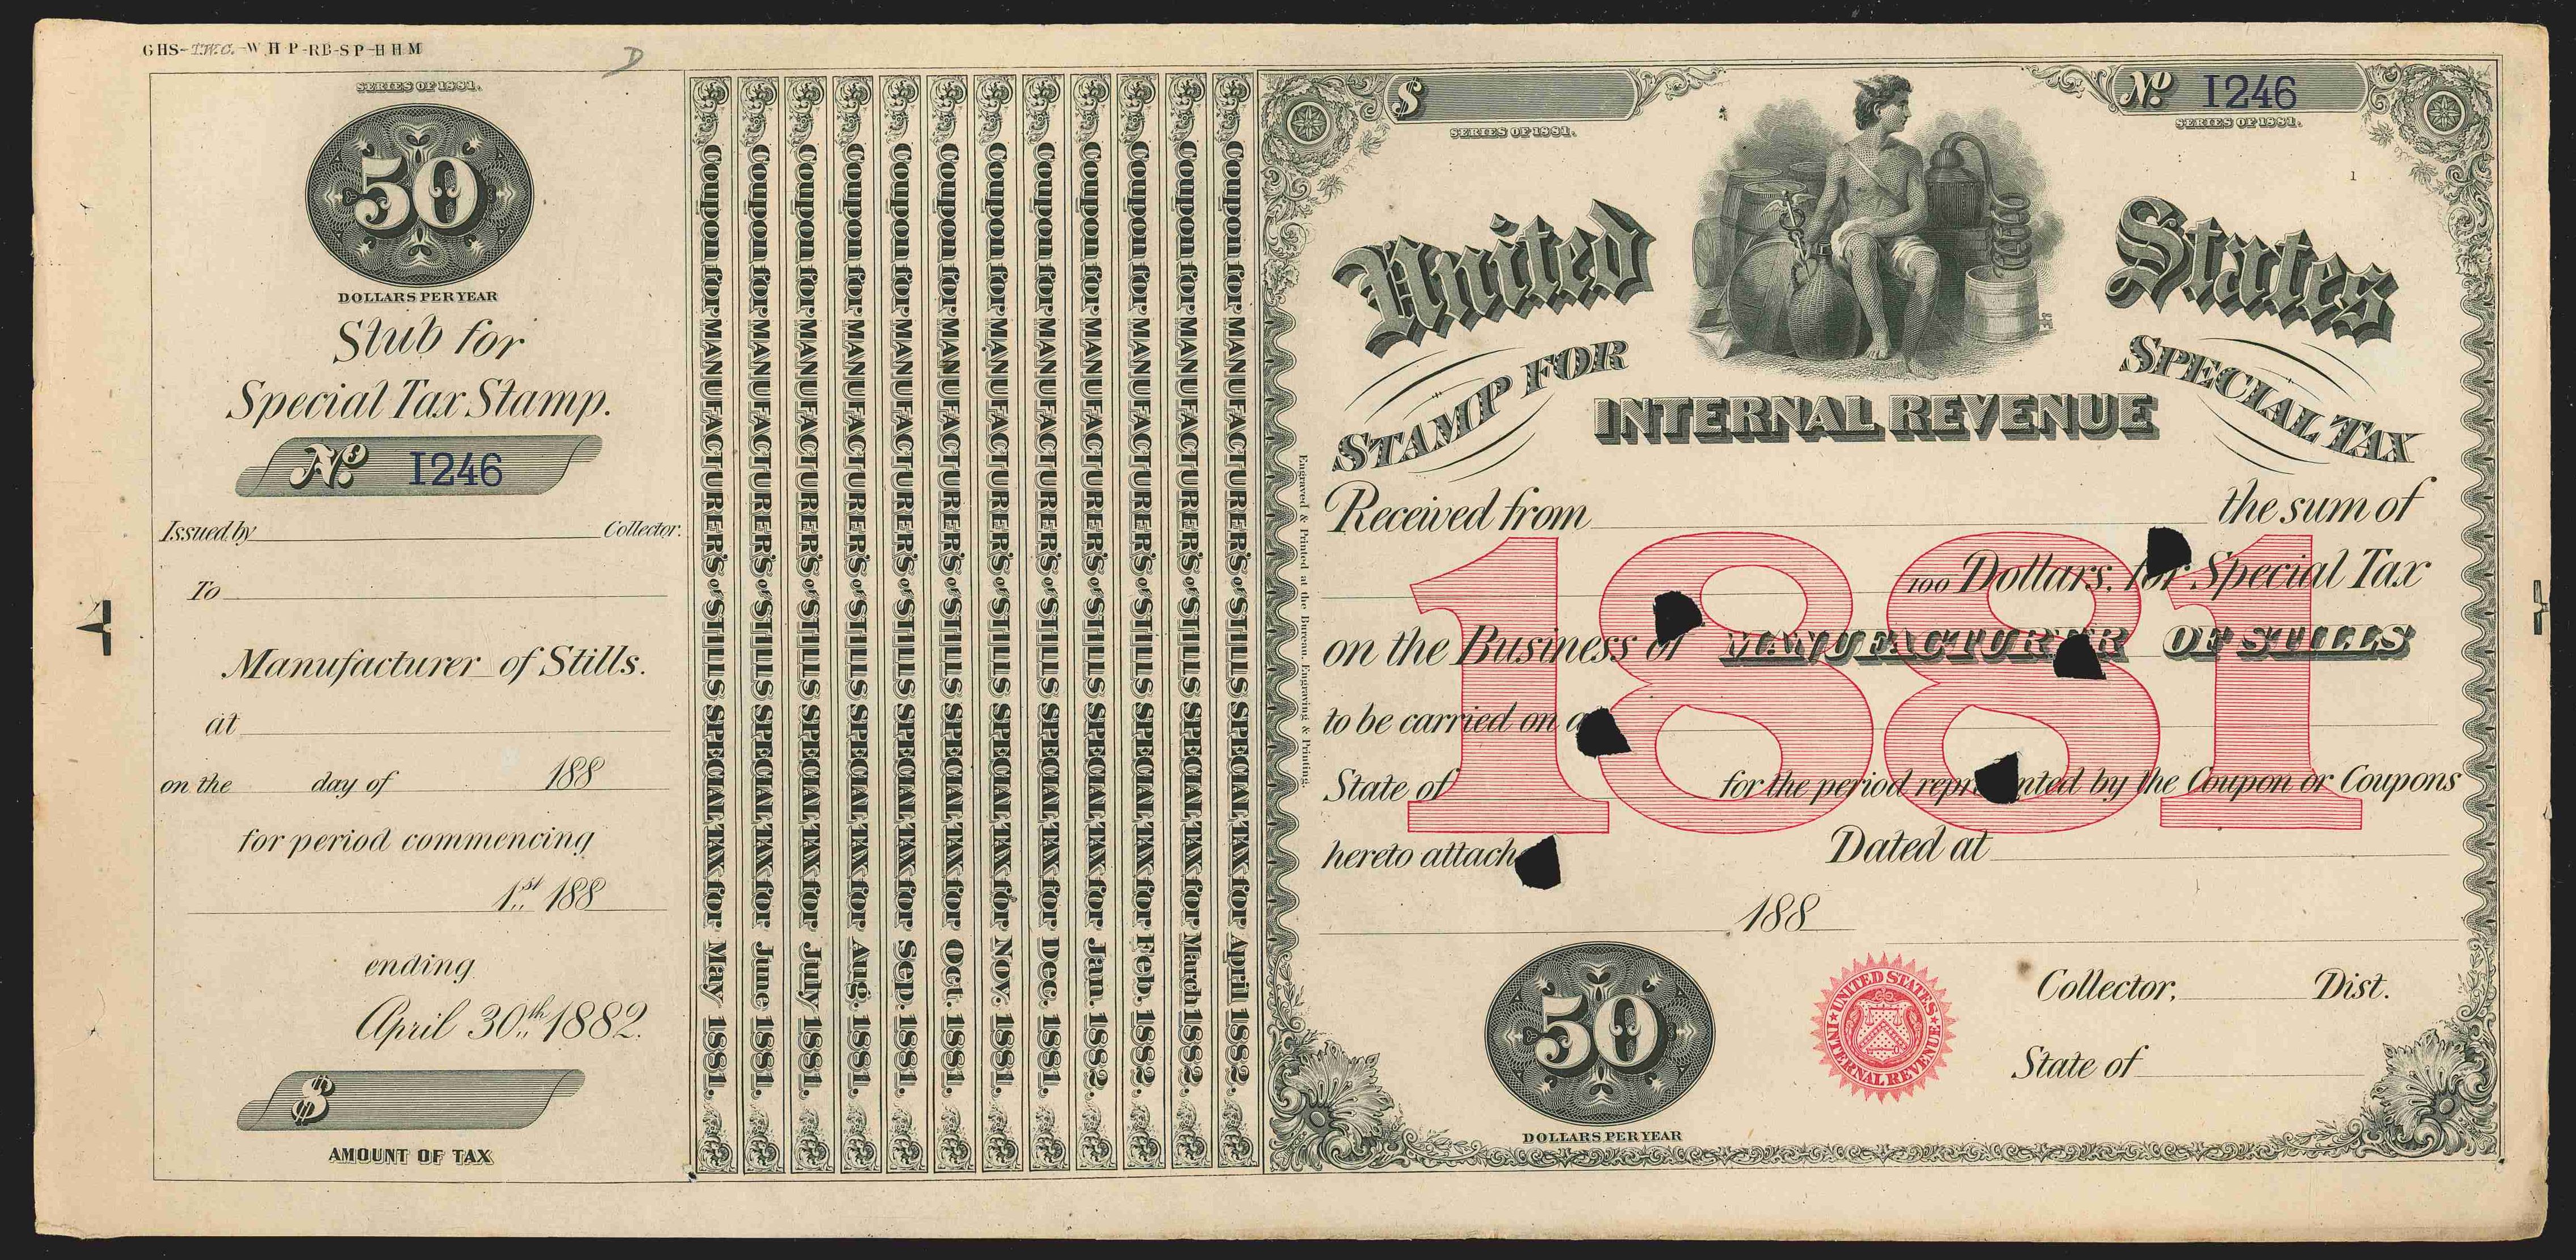 GHS-I.W.C.-WHP-RB-SP-HHM
D
SERIES OF 1881.
50
DOLLARS PER YEAR
Stub for
Special Tax Stamp.
No. 1246
Issued by Collector.
To
Manufacturer of Stills.
at
on the day of 188
for period commencing
1st 188
ending
April 30th 1882.
$
AMOUNT OF TAX
Coupon for MANUFACTURER'S of STILLS SPECIAL TAX for May 1881.
Coupon for MANUFACTURER'S of STILLS SPECIAL TAX for June 1881.
Coupon for MANUFACTURER'S of STILLS SPECIAL TAX for July 1881.
Coupon for MANUFACTURER'S of STILLS SPECIAL TAX for Aug. 1881.
Coupon for MANUFACTURER'S of STILLS SPECIAL TAX for Sep. 1881.
Coupon for MANUFACTURER'S of STILLS SPECIAL TAX for Oct. 1881.
Coupon for MANUFACTURER'S of STILLS SPECIAL TAX for Nov. 1881.
Coupon for MANUFACTURER'S of STILLS SPECIAL TAX for Dec. 1881.
Coupon for MANUFACTURER'S of STILLS SPECIAL TAX for Jan. 1882.
Coupon for MANUFACTURER'S of STILLS SPECIAL TAX for Feb. 1882.
Coupon for MANUFACTURER'S of STILLS SPECIAL TAX for March 1882.
Coupon for MANUFACTURER'S of STILLS SPECIAL TAX for April 1882.
Engraved & Printed at the Bureau, Engraving & Printing.
$
SERIES OF 1881.
No. 1246
SERIES OF 1881.
1
United States
STAMP FOR INTERNAL REVENUE SPECIAL TAX
Received from the sum of
100 Dollars, for Special Tax
on the Business of MANUFACTURER OF STILLS
1881
to be carried on a
State of for the period repr nted by the Coupon or Coupons
hereto attach Dated at
188
50
DOLLARS PER YEAR
UNITED STATES INTERNAL REVENUE
Collector, Dist.
State of